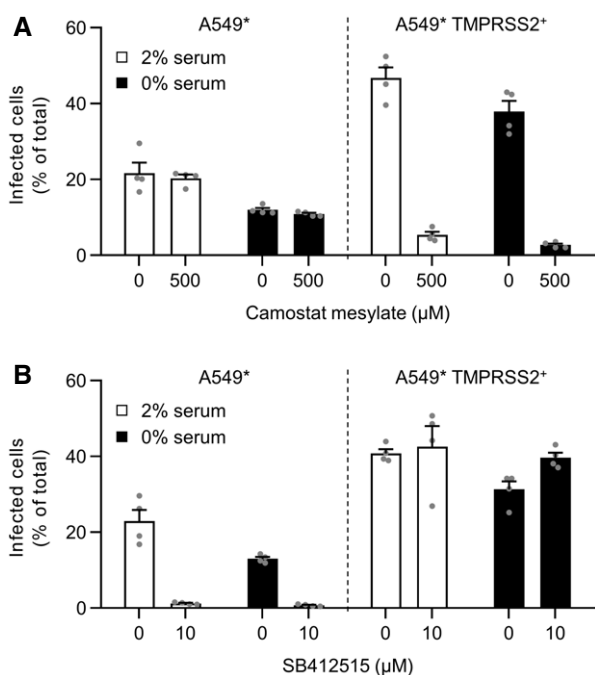 A
A549*
A549* TMPRSS2⁺
60
40
20
0
Infected cells
(% of total)
2% serum
0% serum
0 500 0 500 0 500 0 500
Camostat mesylate (µM)
B
A549*
A549* TMPRSS2⁺
60
40
20
0
Infected cells
(% of total)
2% serum
0% serum
0 10 0 10 0 10 0 10
SB412515 (µM)